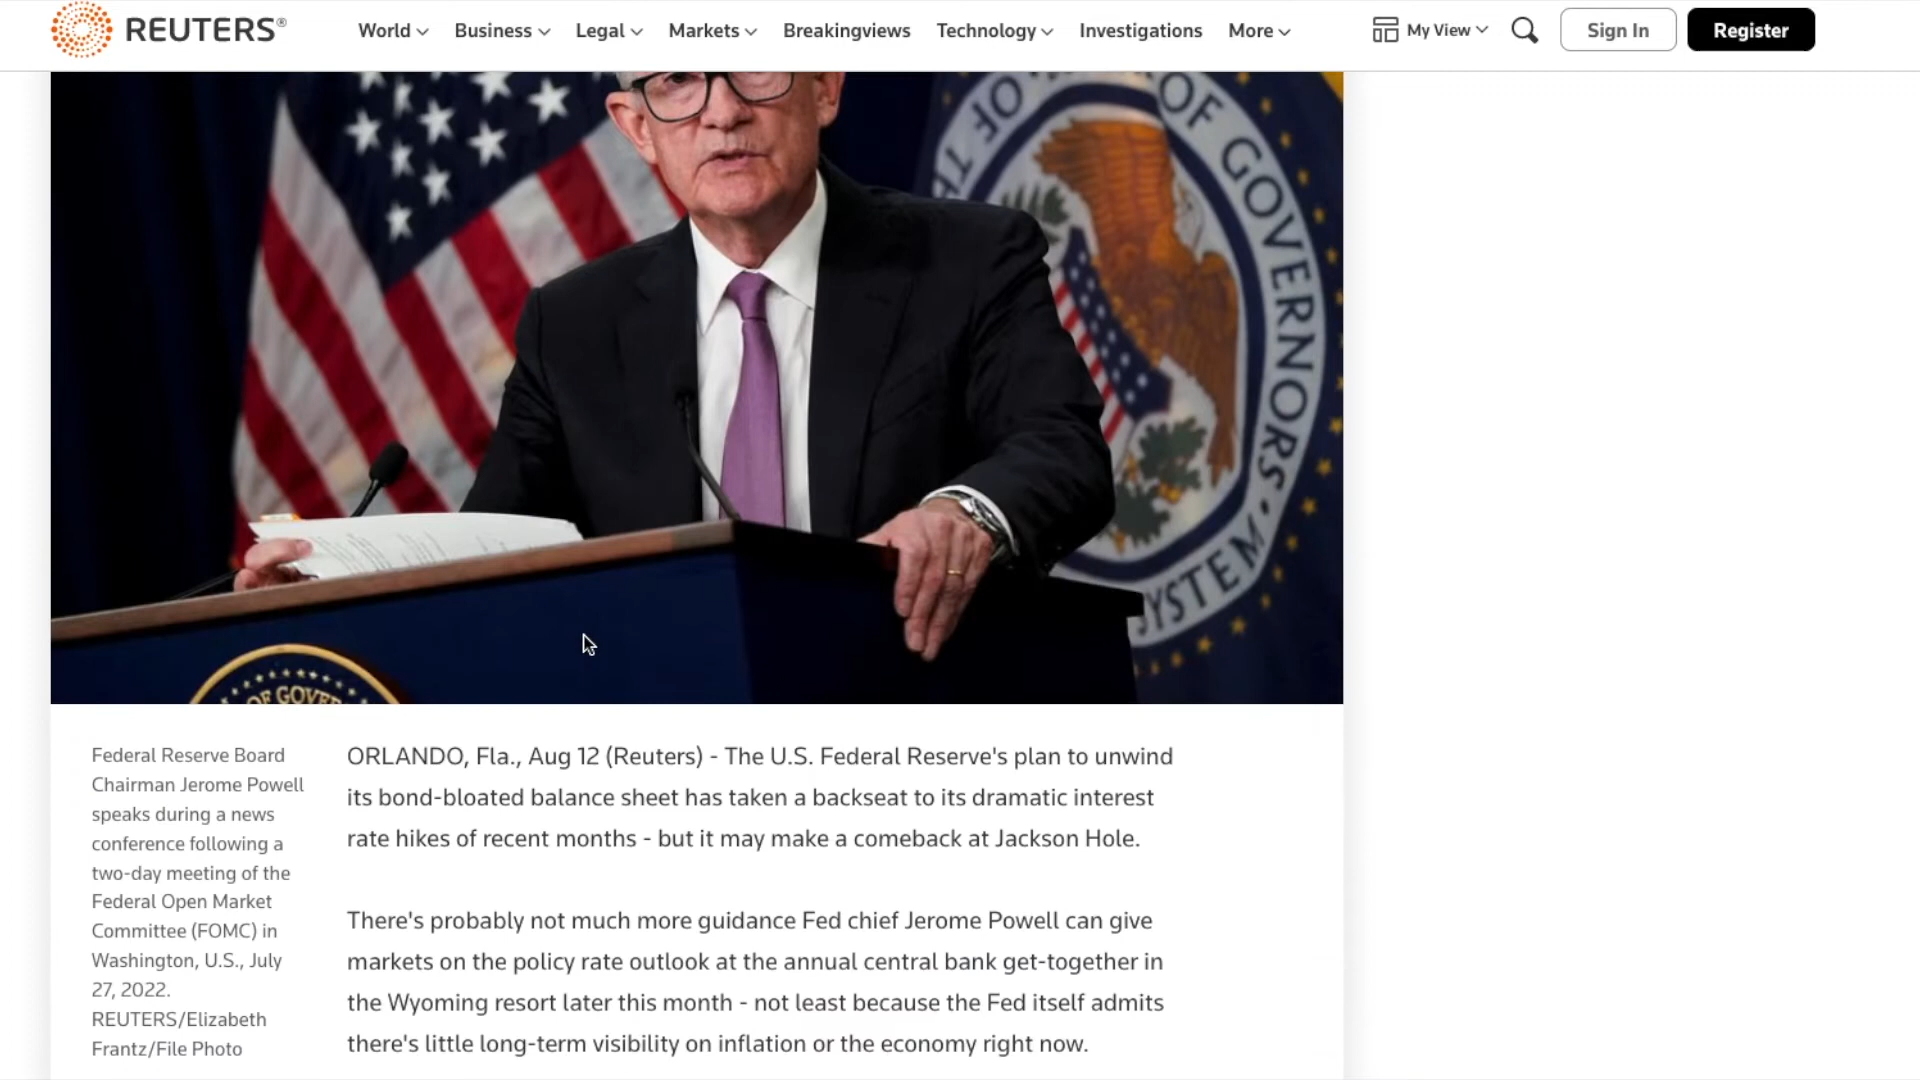 REUTERS®
World
Business
Legal
Markets
Breakingviews
Technology
Investigations
More
My View
Sign In
Register
OF GOVERNORS
SYSTEM
OF GOVER
Federal Reserve Board
Chairman Jerome Powell
speaks during a news
conference following a
two-day meeting of the
Federal Open Market
Committee (FOMC) in
Washington, U.S., July
27, 2022.
REUTERS/Elizabeth
Frantz/File Photo
ORLANDO, Fla., Aug 12 (Reuters) - The U.S. Federal Reserve's plan to unwind
its bond-bloated balance sheet has taken a backseat to its dramatic interest
rate hikes of recent months - but it may make a comeback at Jackson Hole.
There's probably not much more guidance Fed chief Jerome Powell can give
markets on the policy rate outlook at the annual central bank get-together in
the Wyoming resort later this month - not least because the Fed itself admits
there's little long-term visibility on inflation or the economy right now.